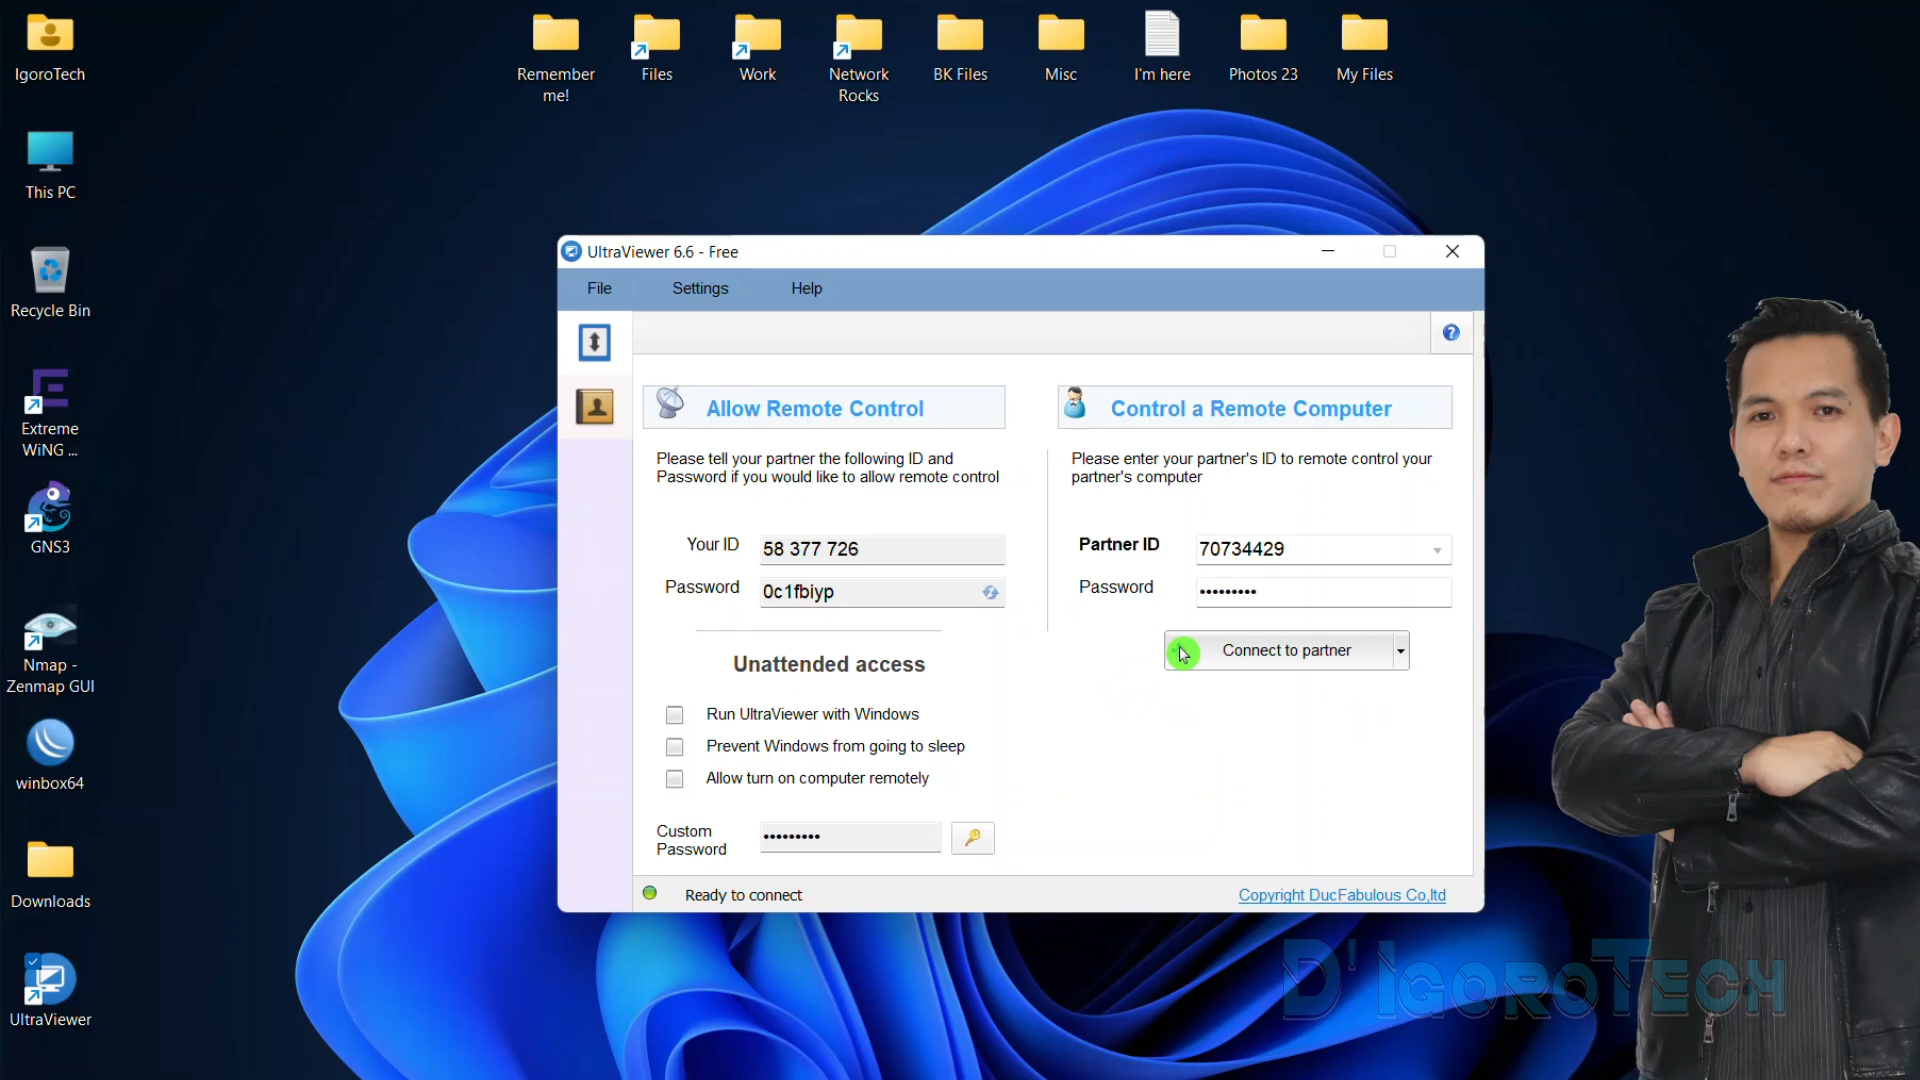 IgoroTech
Remember
me!
Files
Work
Network
Rocks
BK Files
Misc
I'm here
Photos 23
My Files
This PC
Recycle Bin
Extreme
WiNG ...
GNS3
Nmap -
Zenmap GUI
winbox64
Downloads
UltraViewer
UltraViewer 6.6 - Free
File
Settings
Help
Allow Remote Control
Please tell your partner the following ID and
Password if you would like to allow remote control
Your ID
58 377 726
Password
0c1fbiyp
Unattended access
Run UltraViewer with Windows
Prevent Windows from going to sleep
Allow turn on computer remotely
Custom
Password
•••••••••
Control a Remote Computer
Please enter your partner's ID to remote control your
partner's computer
Partner ID
70734429
Password
•••••••••
Connect to partner
Ready to connect
Copyright DucFabulous Co,ltd
D' IGOROTECH